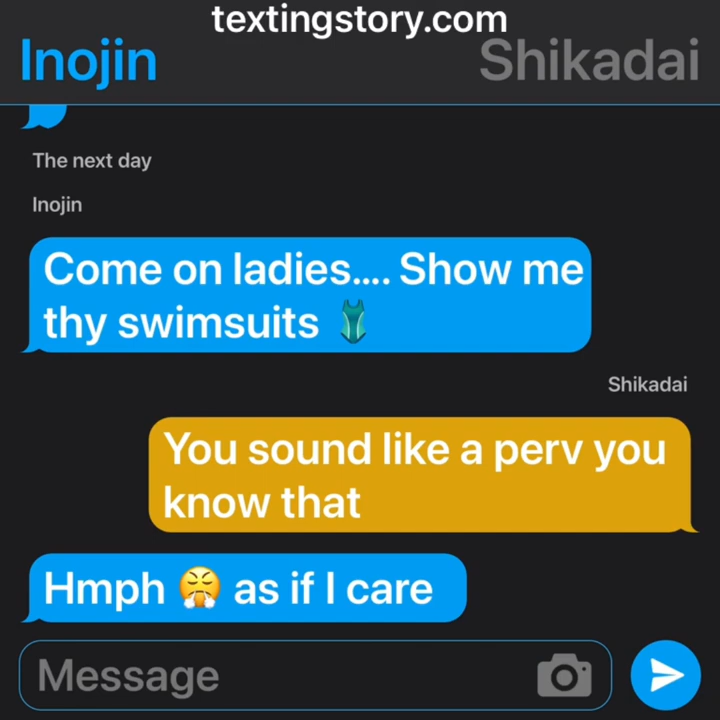 textingstory.com
Inojin
Shikadai
The next day
Inojin
Come on ladies.... Show me
thy swimsuits
Shikadai
You sound like a perv you
know that
Hmph 😤 as if I care
Message